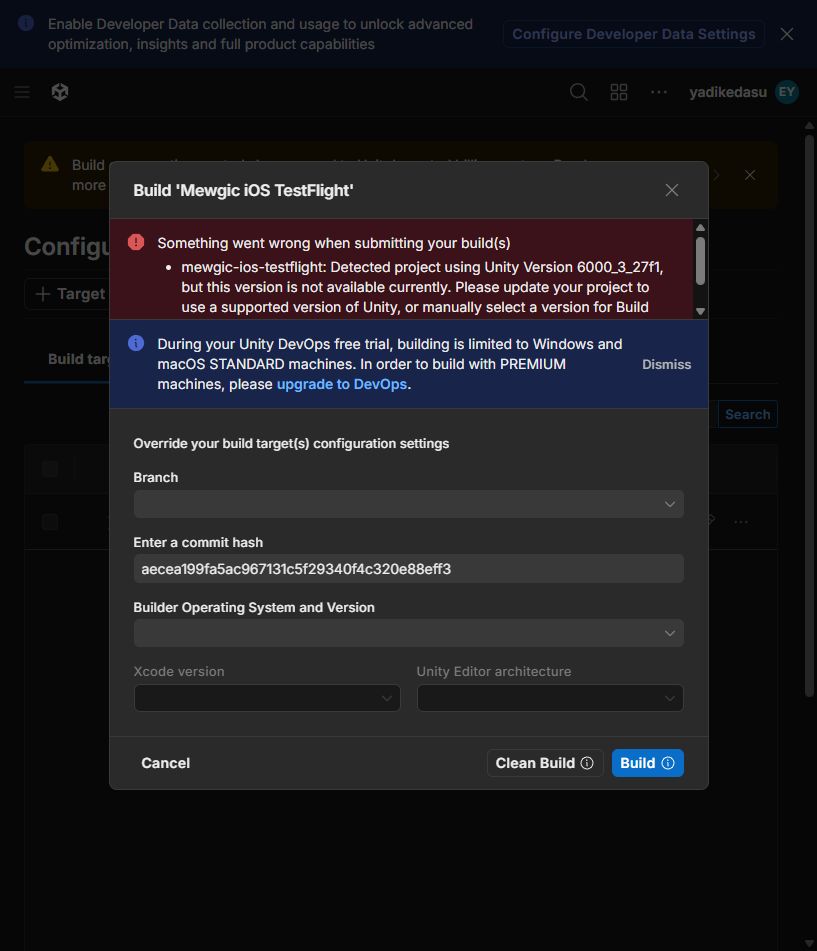 Enable Developer Data collection and usage to unlock advanced
optimization, insights and full product capabilities
Configure Developer Data Settings
yadikedasu EY
Build
more
Configu
Target
Build targ
Search
Build 'Mewgic iOS TestFlight'
Something went wrong when submitting your build(s)
• mewgic-ios-testflight: Detected project using Unity Version 6000_3_27f1,
but this version is not available currently. Please update your project to
use a supported version of Unity, or manually select a version for Build
During your Unity DevOps free trial, building is limited to Windows and
macOS STANDARD machines. In order to build with PREMIUM
machines, please upgrade to DevOps.
Dismiss
Override your build target(s) configuration settings
Branch
Enter a commit hash
aecea199fa5ac967131c5f29340f4c320e88eff3
Builder Operating System and Version
Xcode version
Unity Editor architecture
Cancel
Clean Build
Build